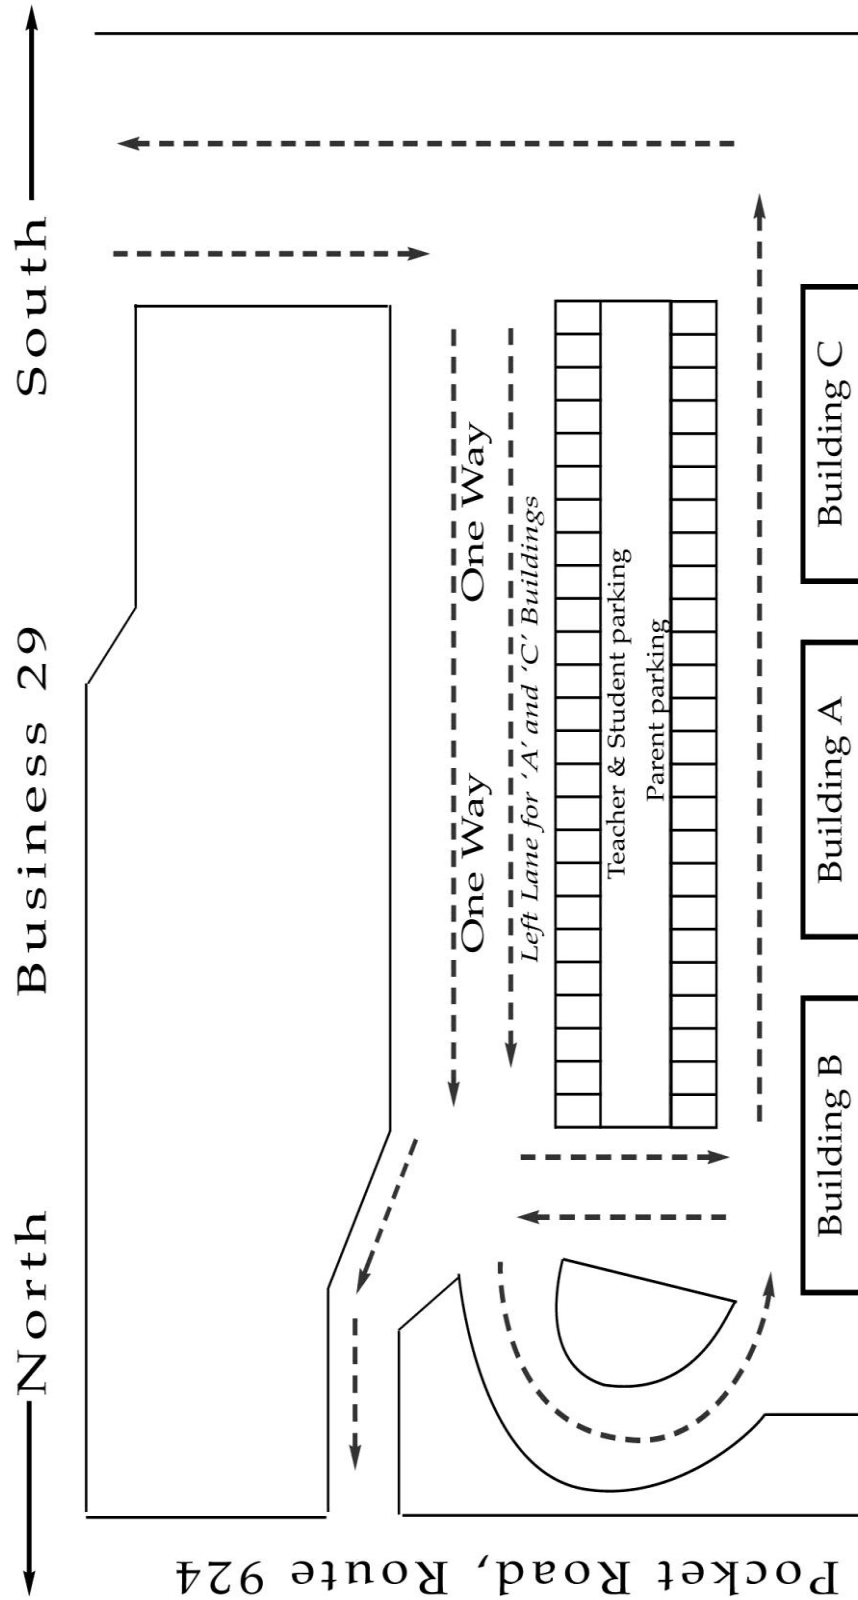 North
Business 29
South
One Way
One Way
Left Lane for 'A' and 'C' Buildings
Teacher & Student parking
Parent parking
Building B
Building A
Building C
Pocket Road, Route 924